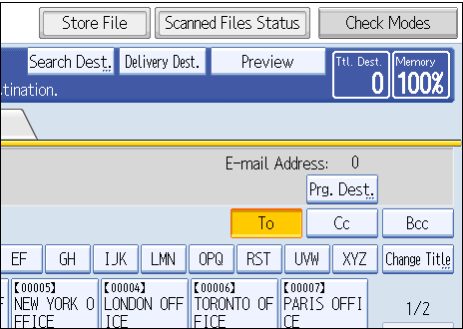 Store File Scanned Files Status Check Modes
Search Dest. Delivery Dest. Preview Ttl. Dest. Memory
tination. 0 100%
E-mail Address: 0
Prg. Dest.
To Cc Bcc
EF GH IJK LMN OPQ RST UVW XYZ Change Title
【00005】 【00004】 【00006】 【00007】
NEW YORK O LONDON OFF TORONTO OF PARIS OFFI 1/2
FFICE ICE FICE CE